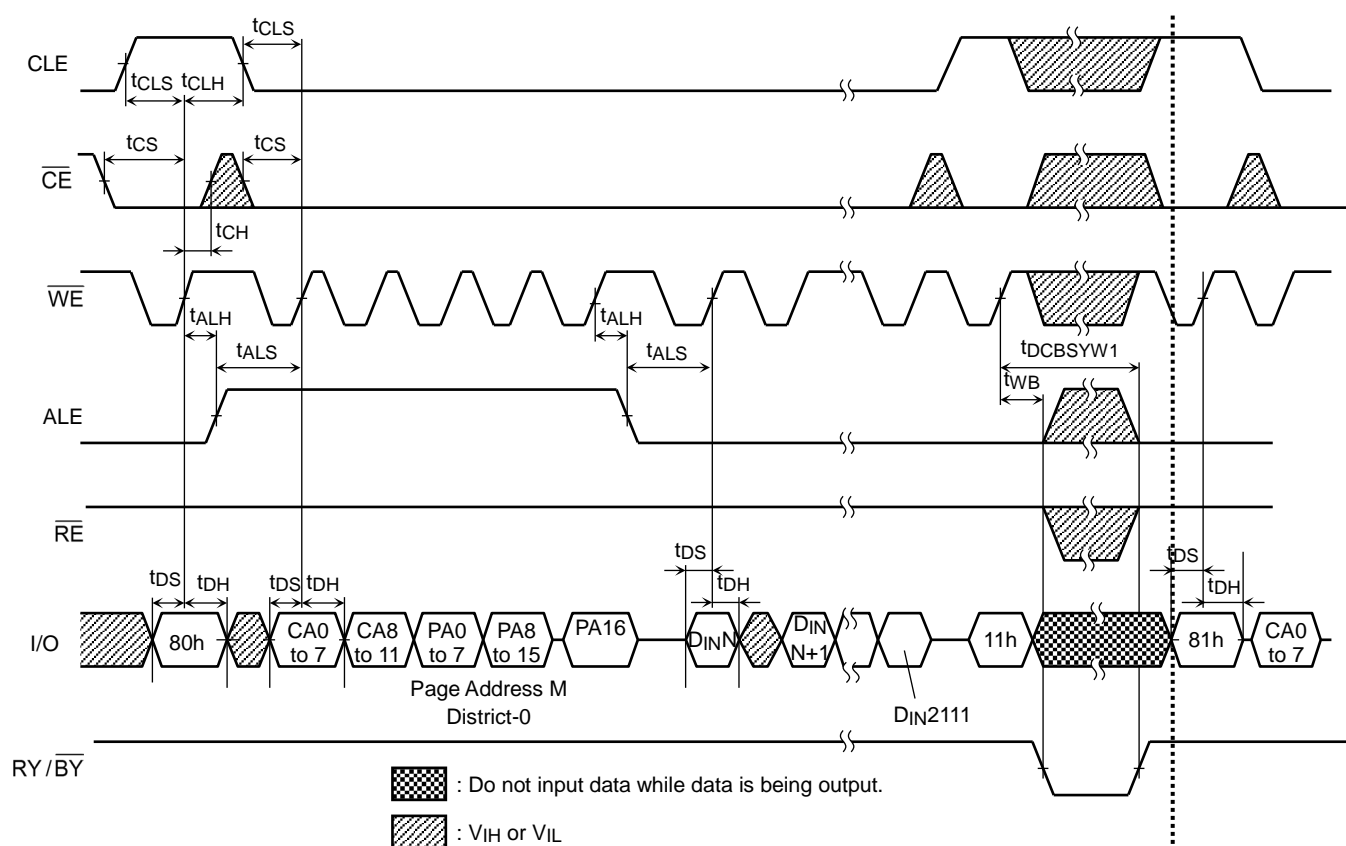 tCLS
CLE
tCLS tCLH
tCS tCS
CE
tCH
WE
tALH tALH
tALS tALS tDCBSYW1
tWB
ALE
RE
tDS tDH tDS tDH tDS tDH tDS tDH
I/O
80h
CA0 to 7
CA8 to 11
PA0 to 7
PA8 to 15
PA16
DINN
DIN N+1
11h
81h
CA0 to 7
Page Address M
District-0
DIN2111
RY / BY
: Do not input data while data is being output.
: VIH or VIL